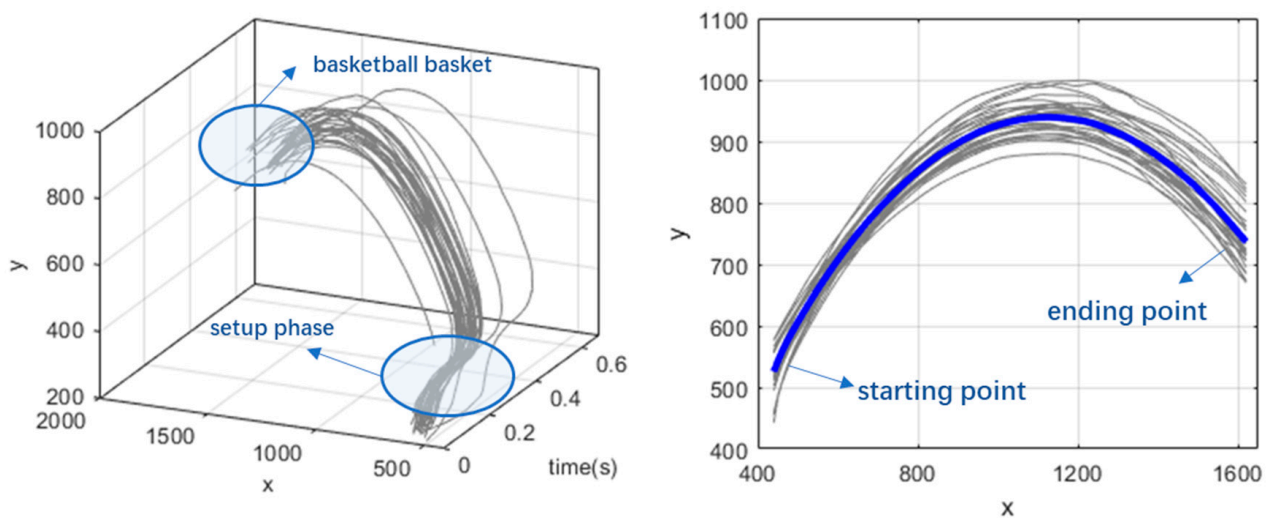 basketball basket
1000
800
y
600
setup phase
400
200
2000
1500
1000
500
x
0
0.2
0.4
0.6
time(s)
1100
1000
900
800
y
700
600
500
400
ending point
starting point
400
800
1200
1600
x